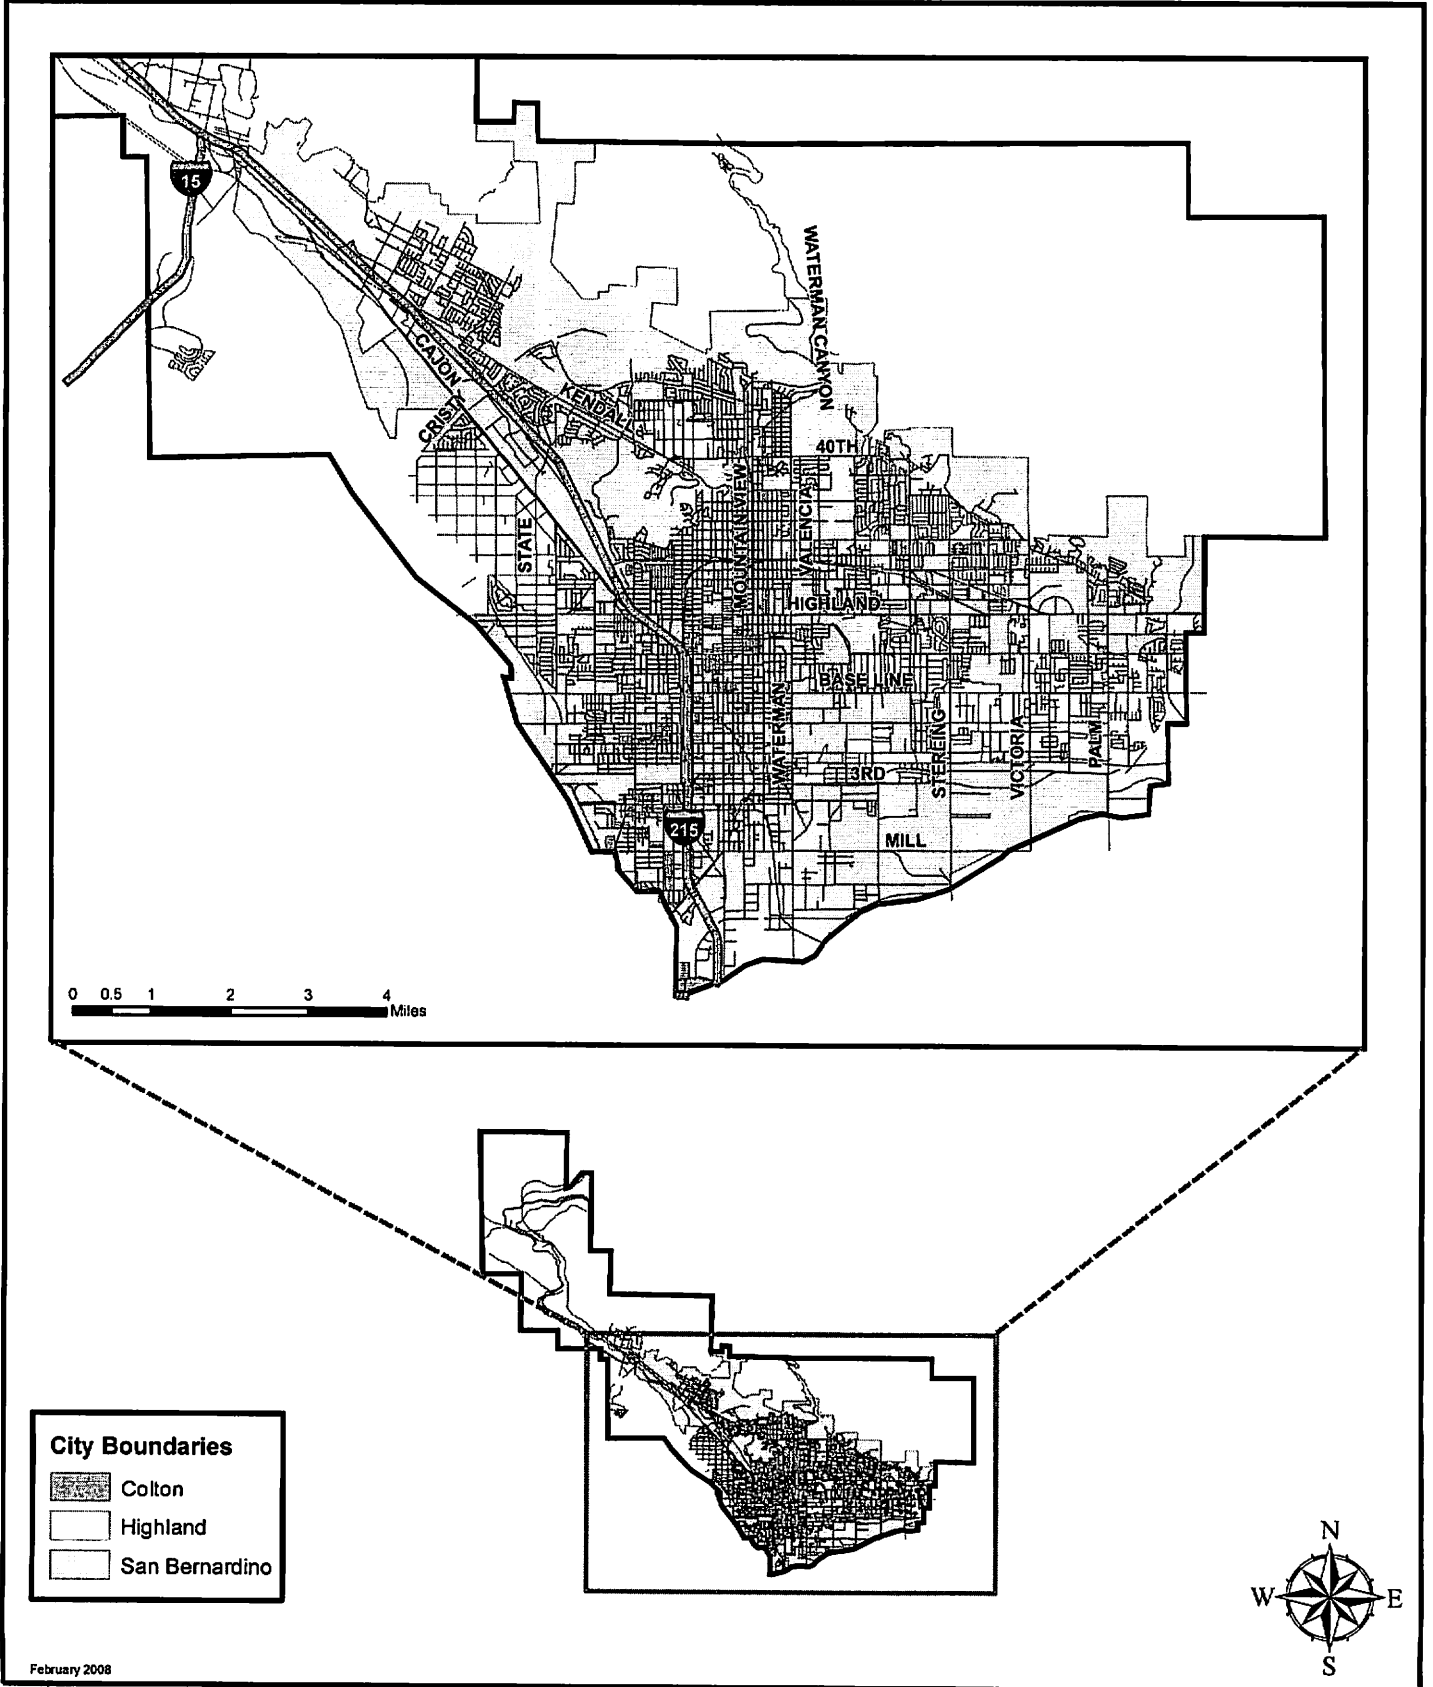 15
WATERMAN CANYON
CAJON
KENDALL
CRISTY
40TH
MOUNTAIN VIEW
VALENCIA
STATE
HIGHLAND
BASE LINE
WATERMAN
STERLING
VICTORIA
PALM
3RD
215
MILL
0 0.5 1 2 3 4
Miles
City Boundaries
Colton
Highland
San Bernardino
N
W E
S
February 2008